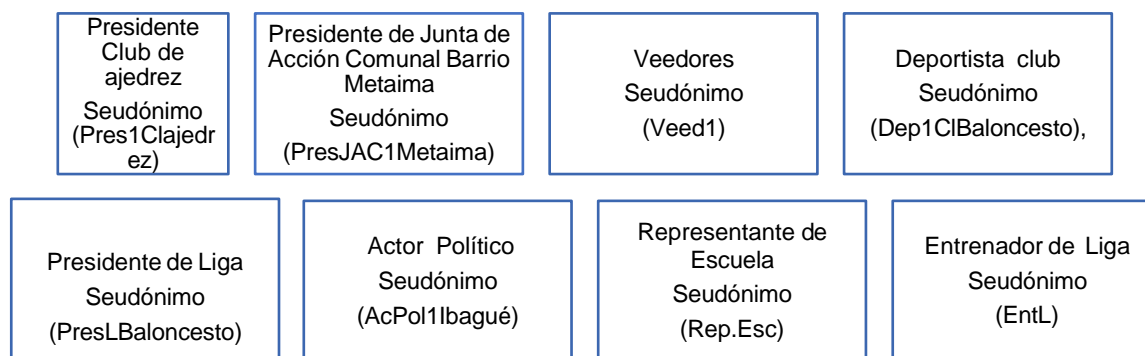 Presidente
Club de
ajedrez
Seudónimo
(Pres1Clajedr
ez)
Presidente de Junta de
Acción Comunal Barrio
Metaima
Seudónimo
(PresJAC1Metaima)
Veedores
Seudónimo
(Veed1)
Deportista club
Seudónimo
(Dep1ClBaloncesto),
Presidente de Liga
Seudónimo
(PresLBaloncesto)
Actor Político
Seudónimo
(AcPol1Ibagué)
Representante de
Escuela
Seudónimo
(Rep.Esc)
Entrenador de Liga
Seudónimo
(EntL)